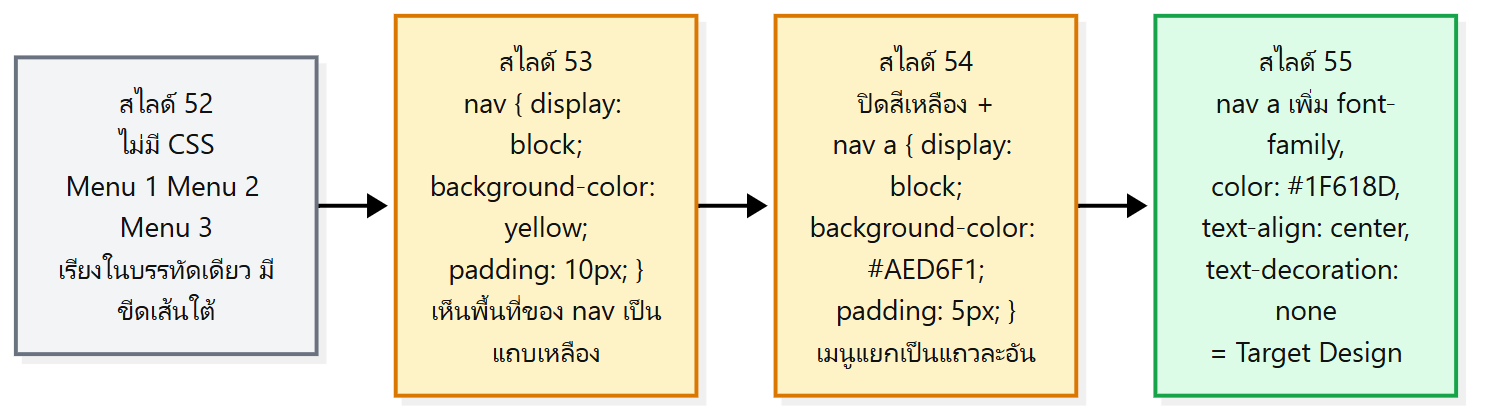 สไลด์ 52
ไม่มี CSS
Menu 1 Menu 2
Menu 3
เรียงในบรรทัดเดียว มี
ขีดเส้นใต้
สไลด์ 53
nav { display:
block;
background-color:
yellow;
padding: 10px; }
เห็นพื้นที่ของ nav เป็น
แถบเหลือง
สไลด์ 54
ปิดสีเหลือง +
nav a { display:
block;
background-color:
#AED6F1;
padding: 5px; }
เมนูแยกเป็นแถวละอัน
สไลด์ 55
nav a เพิ่ม font-
family,
color: #1F618D,
text-align: center,
text-decoration:
none
= Target Design